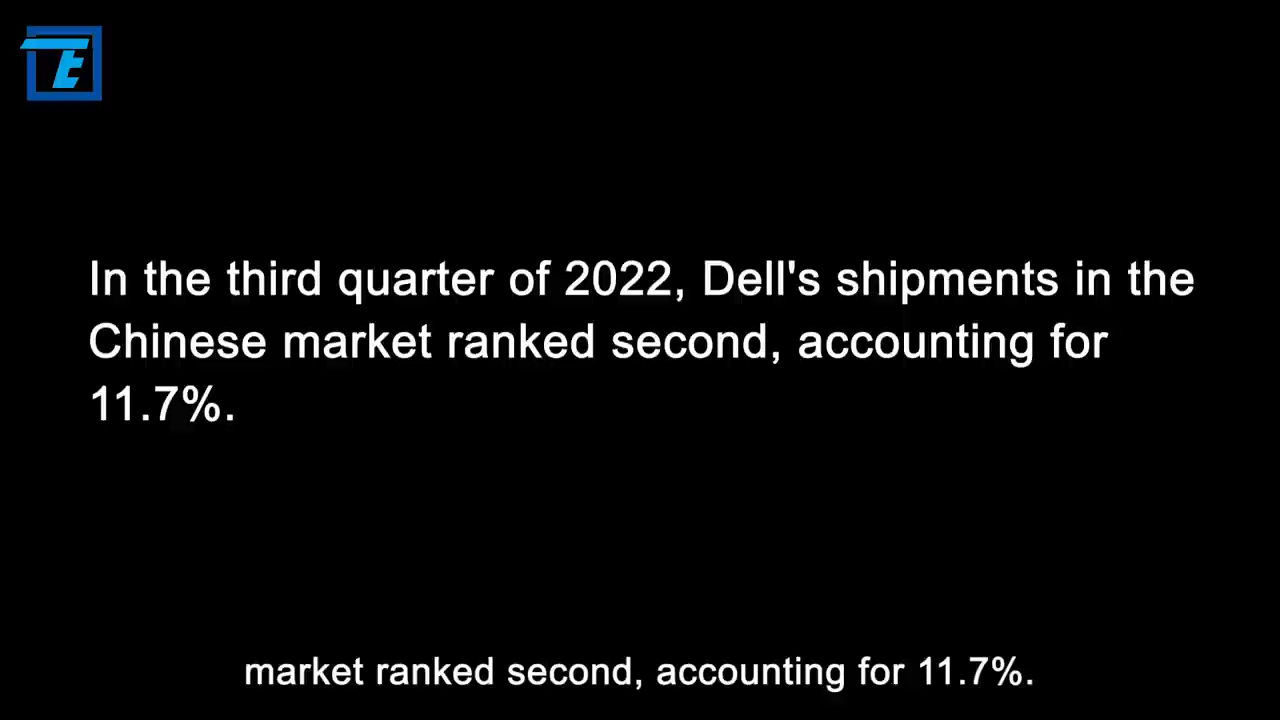 TE
In the third quarter of 2022, Dell's shipments in the
Chinese market ranked second, accounting for
11.7%.
market ranked second, accounting for 11.7%.